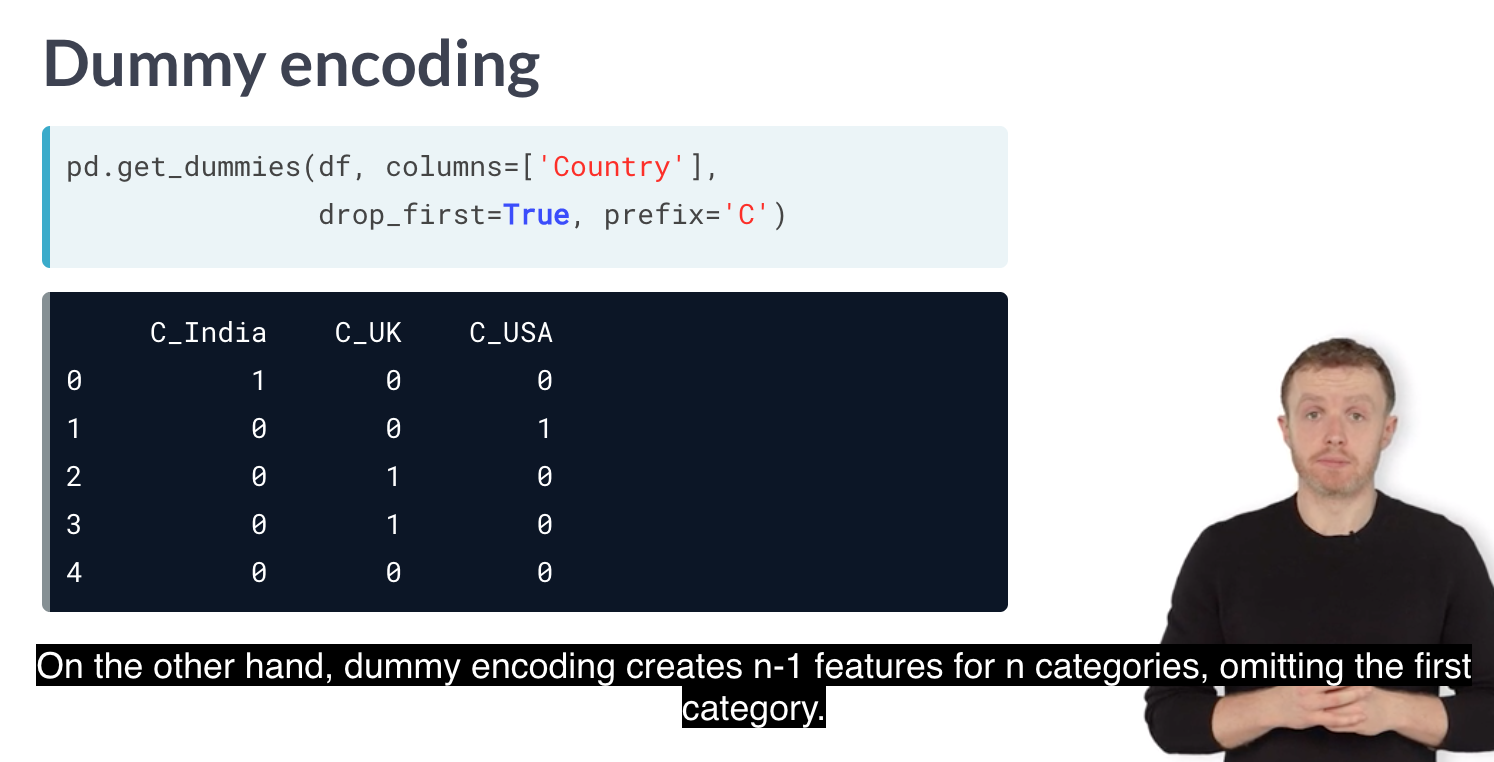 Dummy encoding
pd.get_dummies(df, columns=['Country'],
drop_first=True, prefix='C')
C_India C_UK C_USA
0 1 0 0
1 0 0 1
2 0 1 0
3 0 1 0
4 0 0 0
On the other hand, dummy encoding creates n-1 features for n categories, omitting the first
category.